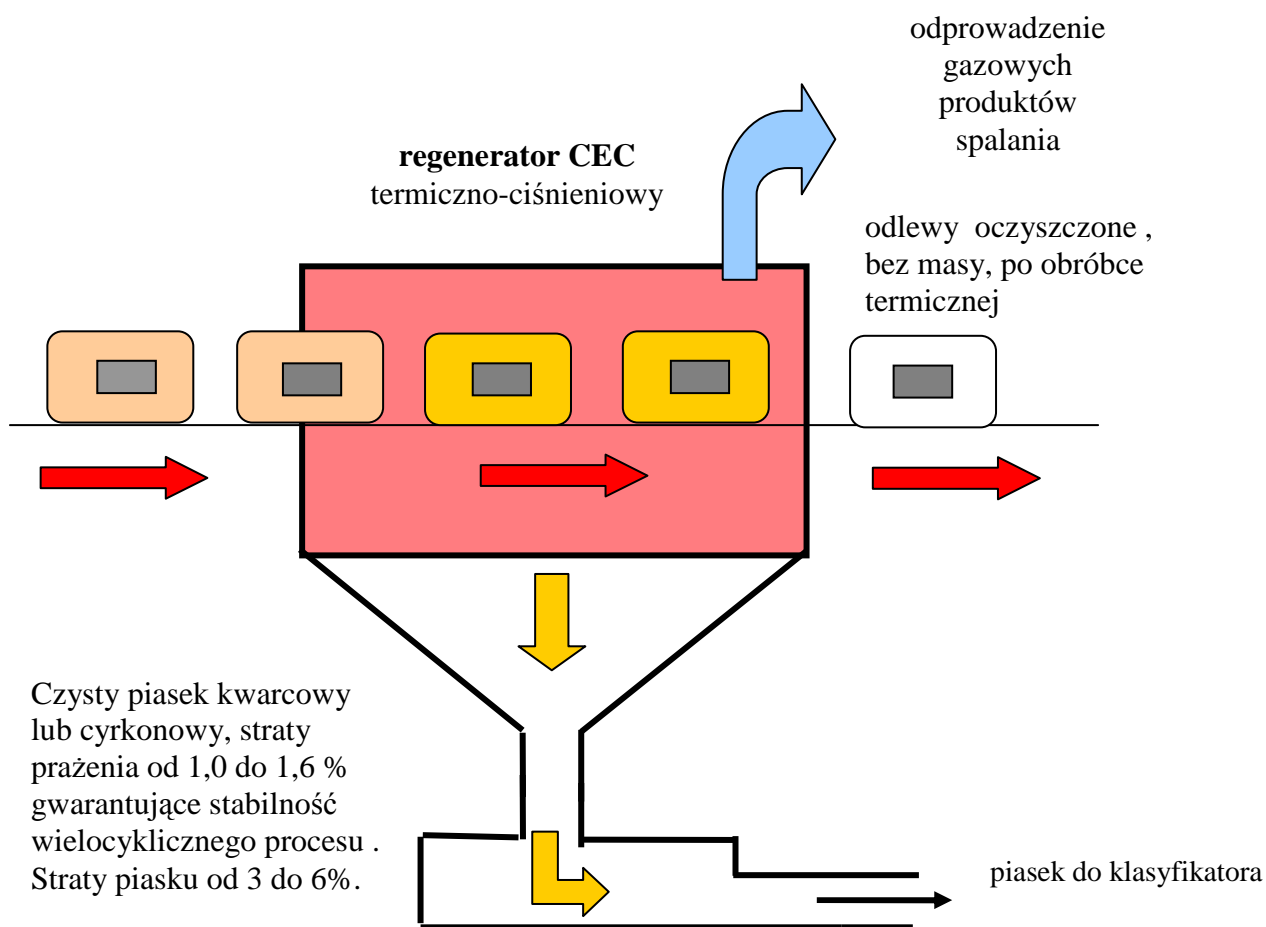 odprowadzenie
gazowych
produktów
spalania
regenerator CEC
termiczno-ciśnieniowy
odlewy oczyszczone ,
bez masy, po obróbce
termicznej
Czysty piasek kwarcowy
lub cyrkonowy, straty
prażenia od 1,0 do 1,6 %
gwarantujące stabilność
wielocyklicznego procesu .
Straty piasku od 3 do 6%.
piasek do klasyfikatora